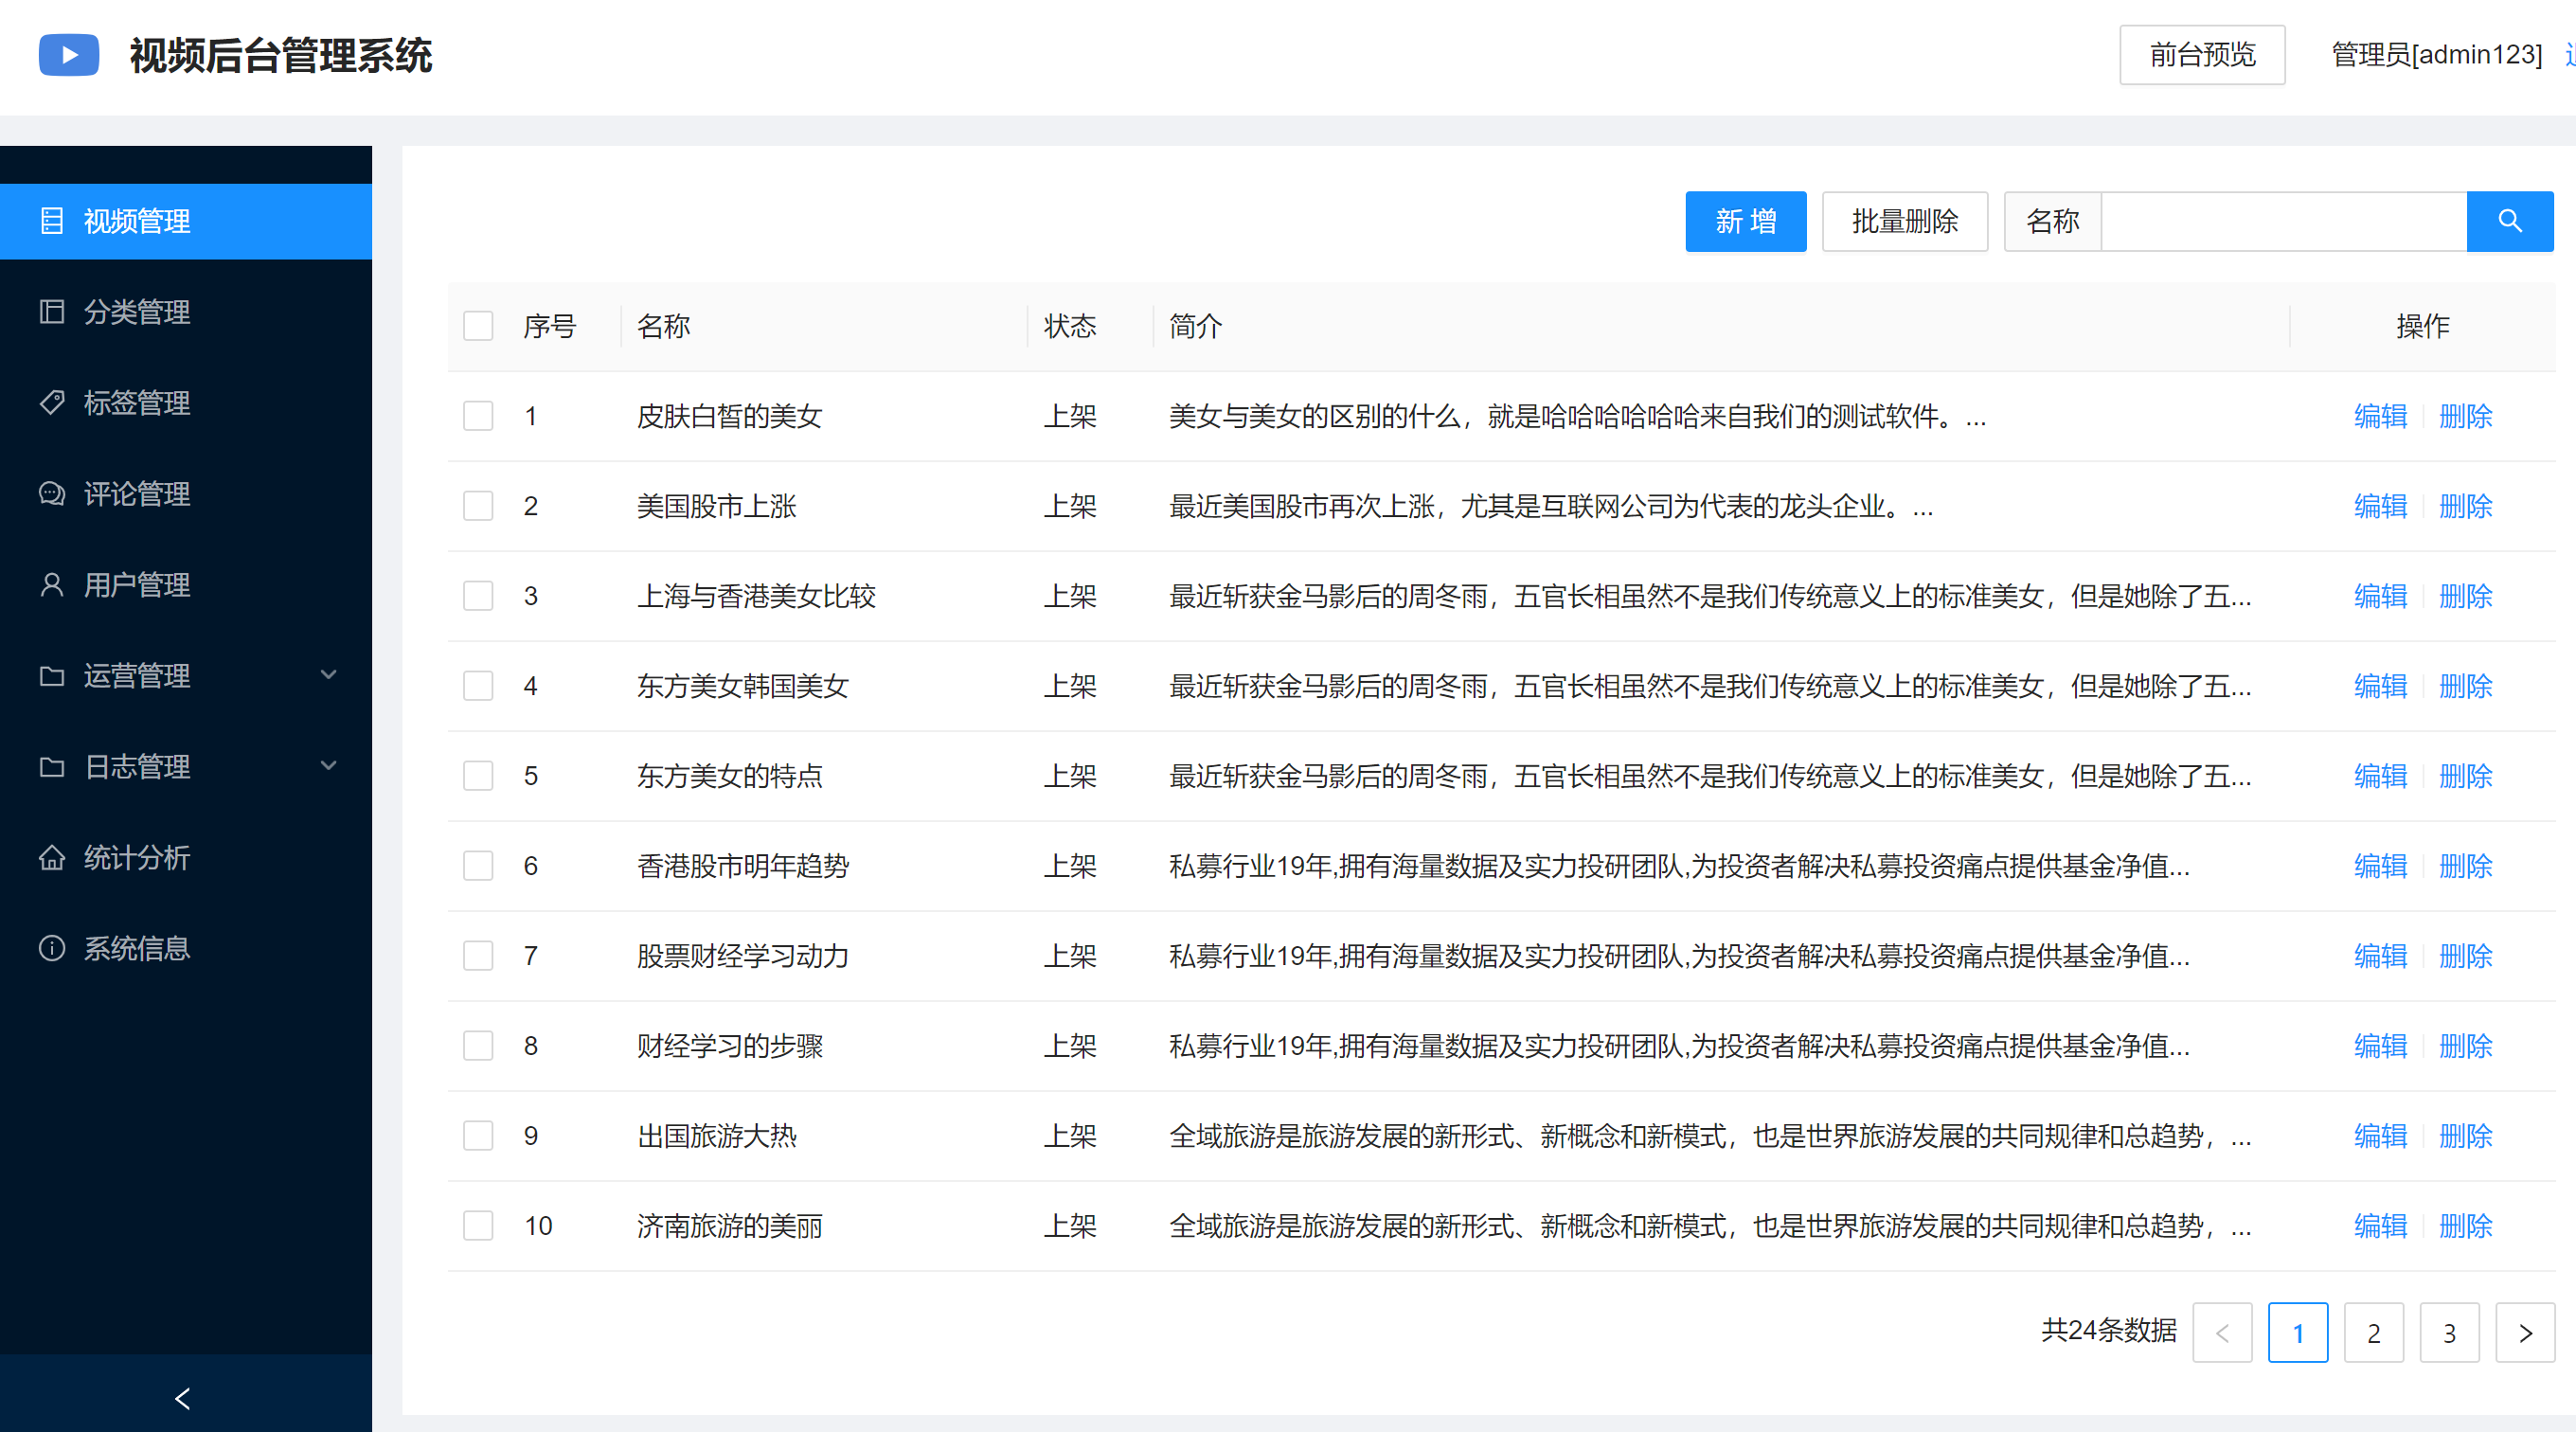 视频后台管理系统
前台预览 管理员[admin123]
视频管理
分类管理
标签管理
评论管理
用户管理
运营管理
日志管理
统计分析
系统信息
新 增 批量删除 名称
序号 名称 状态 简介 操作
1 皮肤白皙的美女 上架 美女与美女的区别的什么，就是哈哈哈哈哈哈来自我们的测试软件。... 编辑 删除
2 美国股市上涨 上架 最近美国股市再次上涨，尤其是互联网公司为代表的龙头企业。... 编辑 删除
3 上海与香港美女比较 上架 最近斩获金马影后的周冬雨，五官长相虽然不是我们传统意义上的标准美女，但是她除了五... 编辑 删除
4 东方美女韩国美女 上架 最近斩获金马影后的周冬雨，五官长相虽然不是我们传统意义上的标准美女，但是她除了五... 编辑 删除
5 东方美女的特点 上架 最近斩获金马影后的周冬雨，五官长相虽然不是我们传统意义上的标准美女，但是她除了五... 编辑 删除
6 香港股市明年趋势 上架 私募行业19年,拥有海量数据及实力投研团队,为投资者解决私募投资痛点提供基金净值... 编辑 删除
7 股票财经学习动力 上架 私募行业19年,拥有海量数据及实力投研团队,为投资者解决私募投资痛点提供基金净值... 编辑 删除
8 财经学习的步骤 上架 私募行业19年,拥有海量数据及实力投研团队,为投资者解决私募投资痛点提供基金净值... 编辑 删除
9 出国旅游大热 上架 全域旅游是旅游发展的新形式、新概念和新模式，也是世界旅游发展的共同规律和总趋势，... 编辑 删除
10 济南旅游的美丽 上架 全域旅游是旅游发展的新形式、新概念和新模式，也是世界旅游发展的共同规律和总趋势，... 编辑 删除
共24条数据 < 1 2 3 >